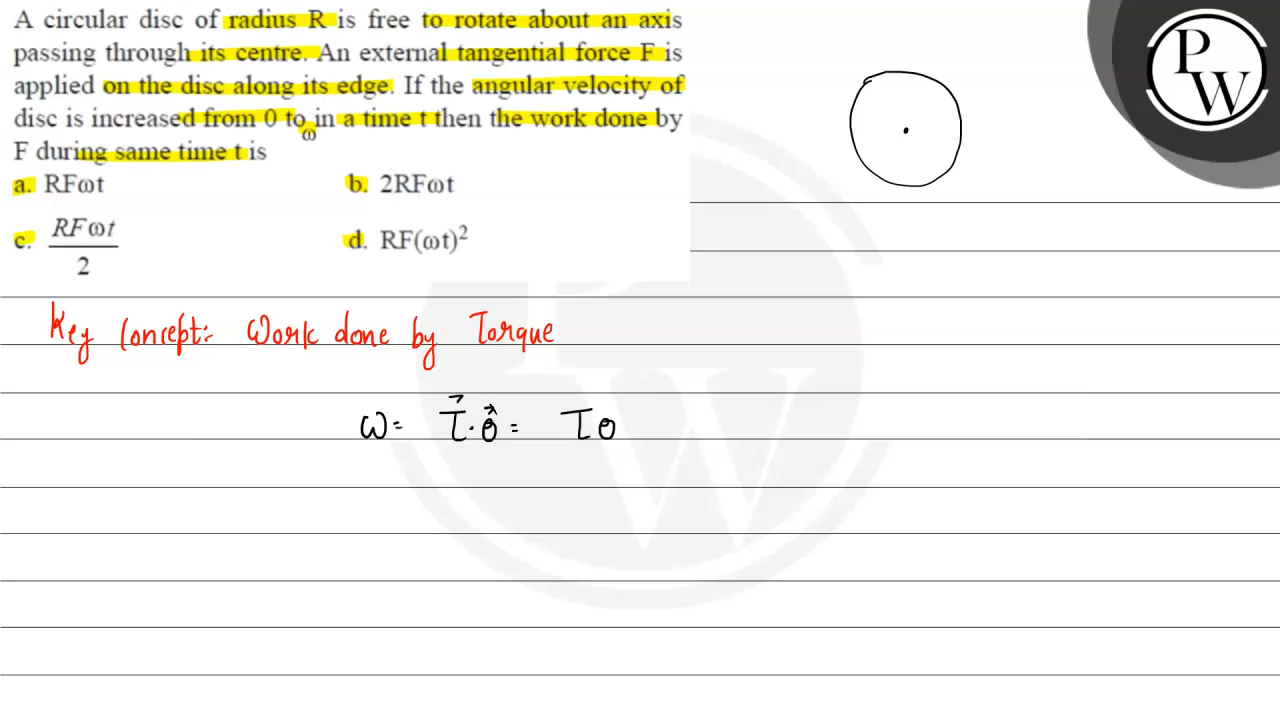 A circular disc of radius R is free to rotate about an axis
passing through its centre. An external tangential force F is
applied on the disc along its edge. If the angular velocity of
disc is increased from 0 to ω in a time t then the work done by
F during same time t is
a. RFωt b. 2RFωt
c. RFωt/2 d. RF(ωt)²
P
W
Key Concept:- Work done by Torque
ω = τ⃗·θ⃗ = τθ